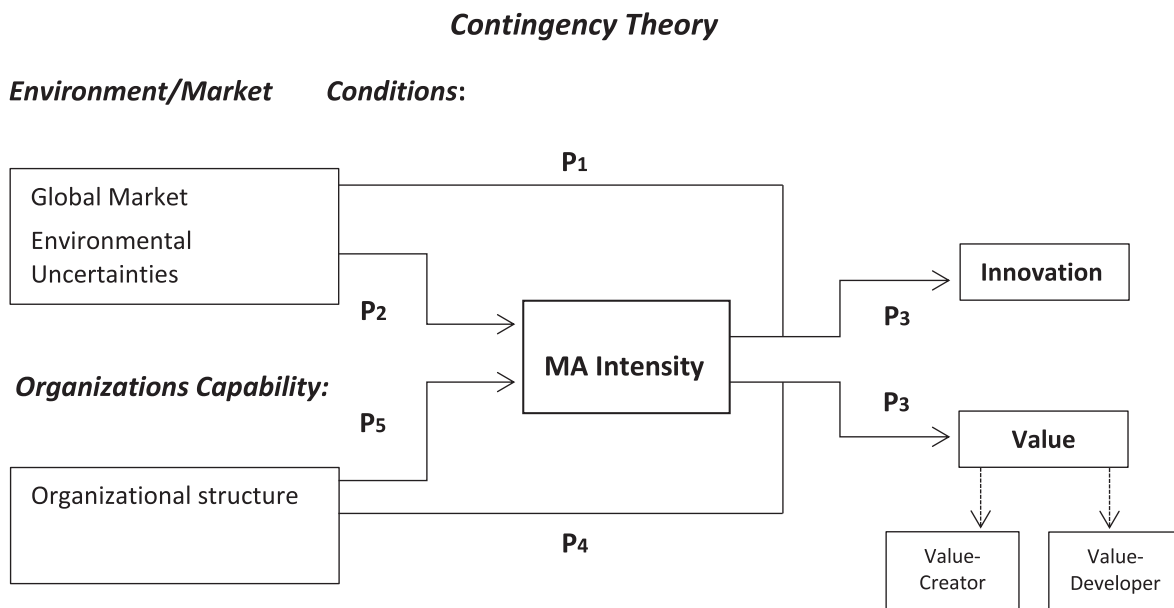 Contingency Theory
Environment/Market Conditions:
P1
Global Market
Environmental
Uncertainties
P2
Innovation
P3
MA Intensity
Organizations Capability:
P5
P3
Value
Organizational structure
P4
Value-
Creator
Value-
Developer